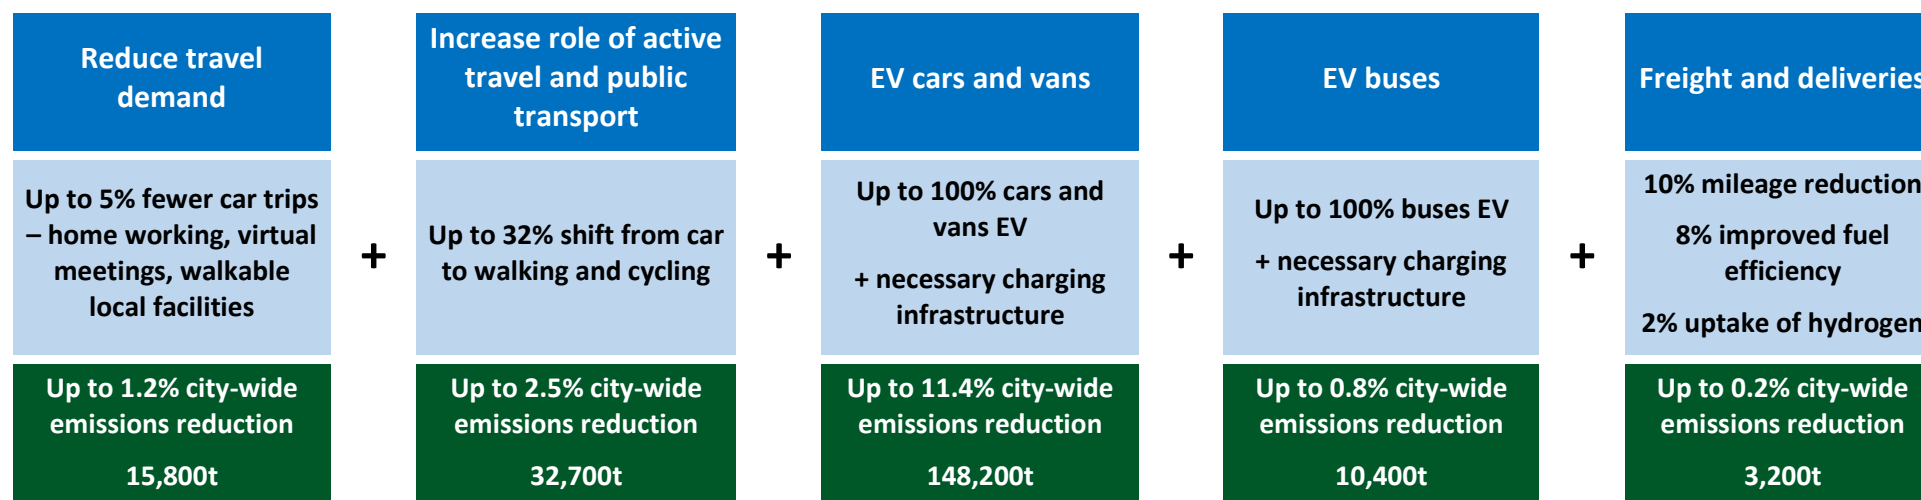 Reduce travel
demand
Up to 5% fewer car trips
– home working, virtual
meetings, walkable
local facilities
Up to 1.2% city-wide
emissions reduction
15,800t
+
Increase role of active
travel and public
transport
Up to 32% shift from car
to walking and cycling
Up to 2.5% city-wide
emissions reduction
32,700t
+
EV cars and vans
Up to 100% cars and
vans EV
+ necessary charging
infrastructure
Up to 11.4% city-wide
emissions reduction
148,200t
+
EV buses
Up to 100% buses EV
+ necessary charging
infrastructure
Up to 0.8% city-wide
emissions reduction
10,400t
+
Freight and deliveries
10% mileage reduction
8% improved fuel
efficiency
2% uptake of hydrogen
Up to 0.2% city-wide
emissions reduction
3,200t